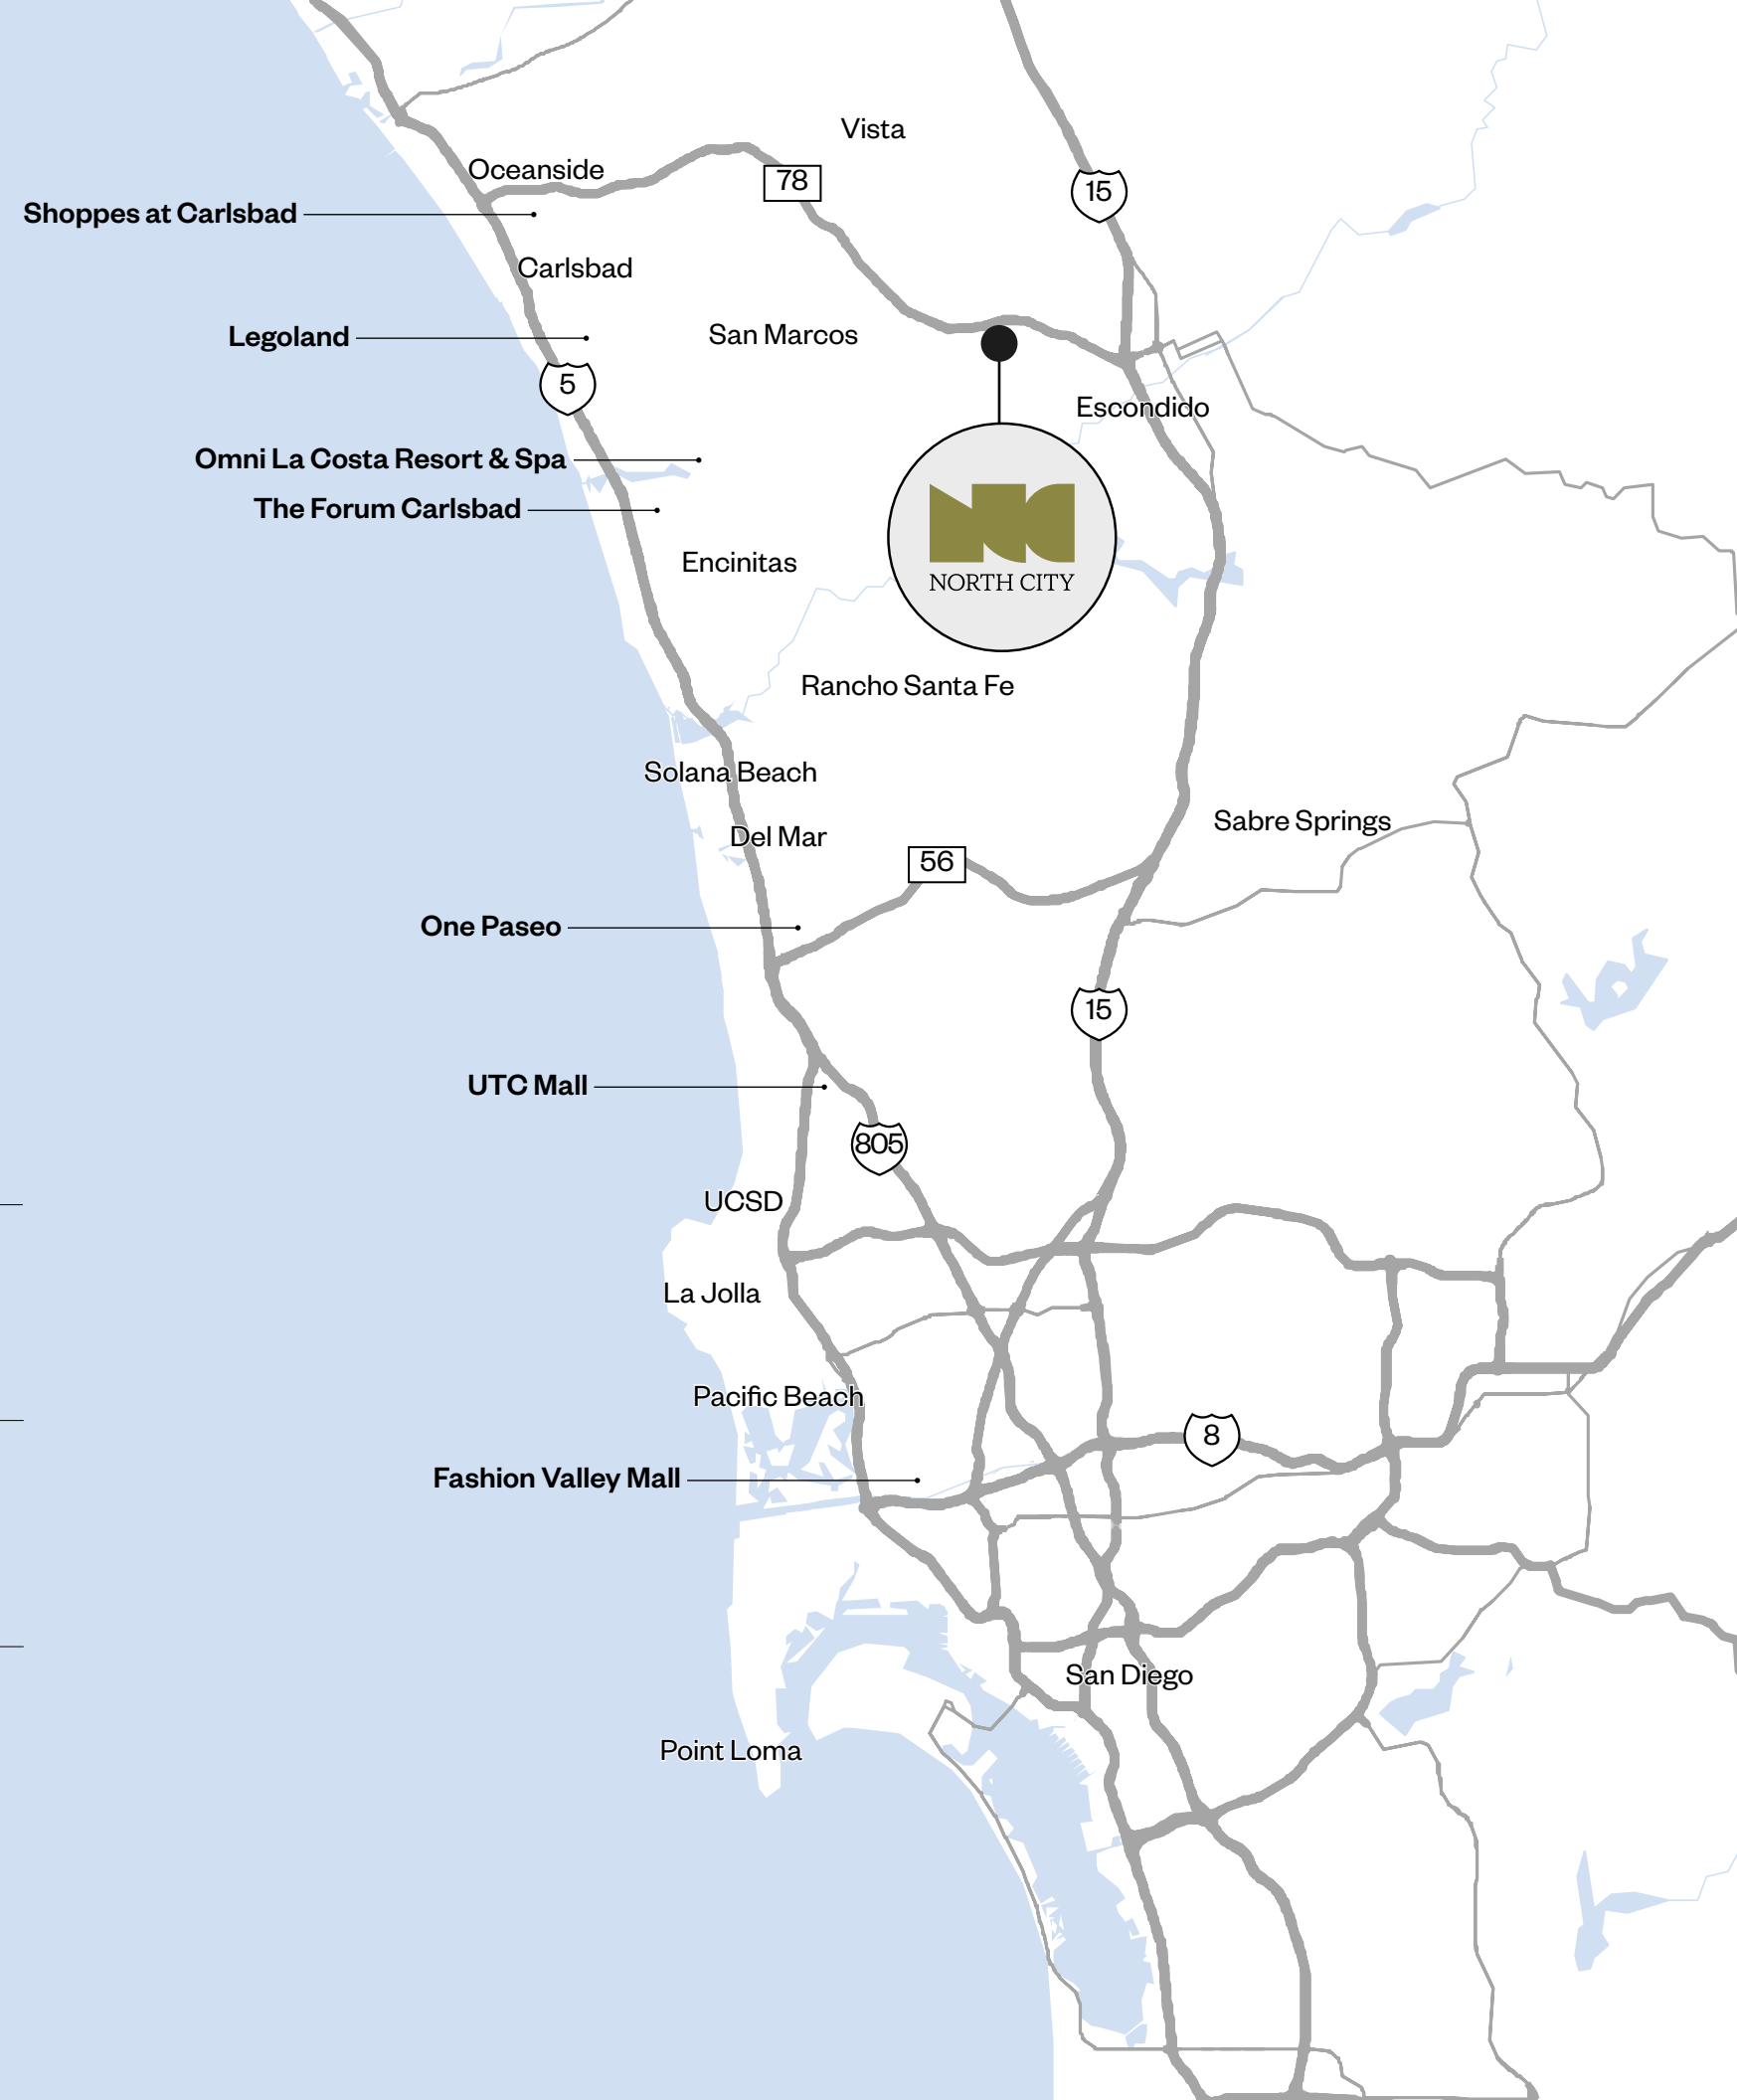 Vista
Oceanside
78
15
Shoppes at Carlsbad
Carlsbad
Legoland
San Marcos
5
Escondido
Omni La Costa Resort & Spa
The Forum Carlsbad
Encinitas
NC
NORTH CITY
Rancho Santa Fe
Solana Beach
Sabre Springs
Del Mar
56
One Paseo
15
UTC Mall
805
UCSD
La Jolla
Pacific Beach
8
Fashion Valley Mall
San Diego
Point Loma